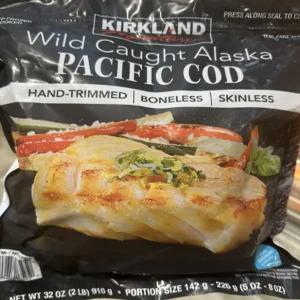 PRESS ALONG SEAL TO C
KIRKLAND
Signature
Wild Caught Alaska
PACIFIC COD
HAND-TRIMMED | BONELESS | SKINLESS
NET WT 32 OZ (2 LB) 910 g • PORTION SIZE 142 g - 226 g (5 OZ - 8 OZ)